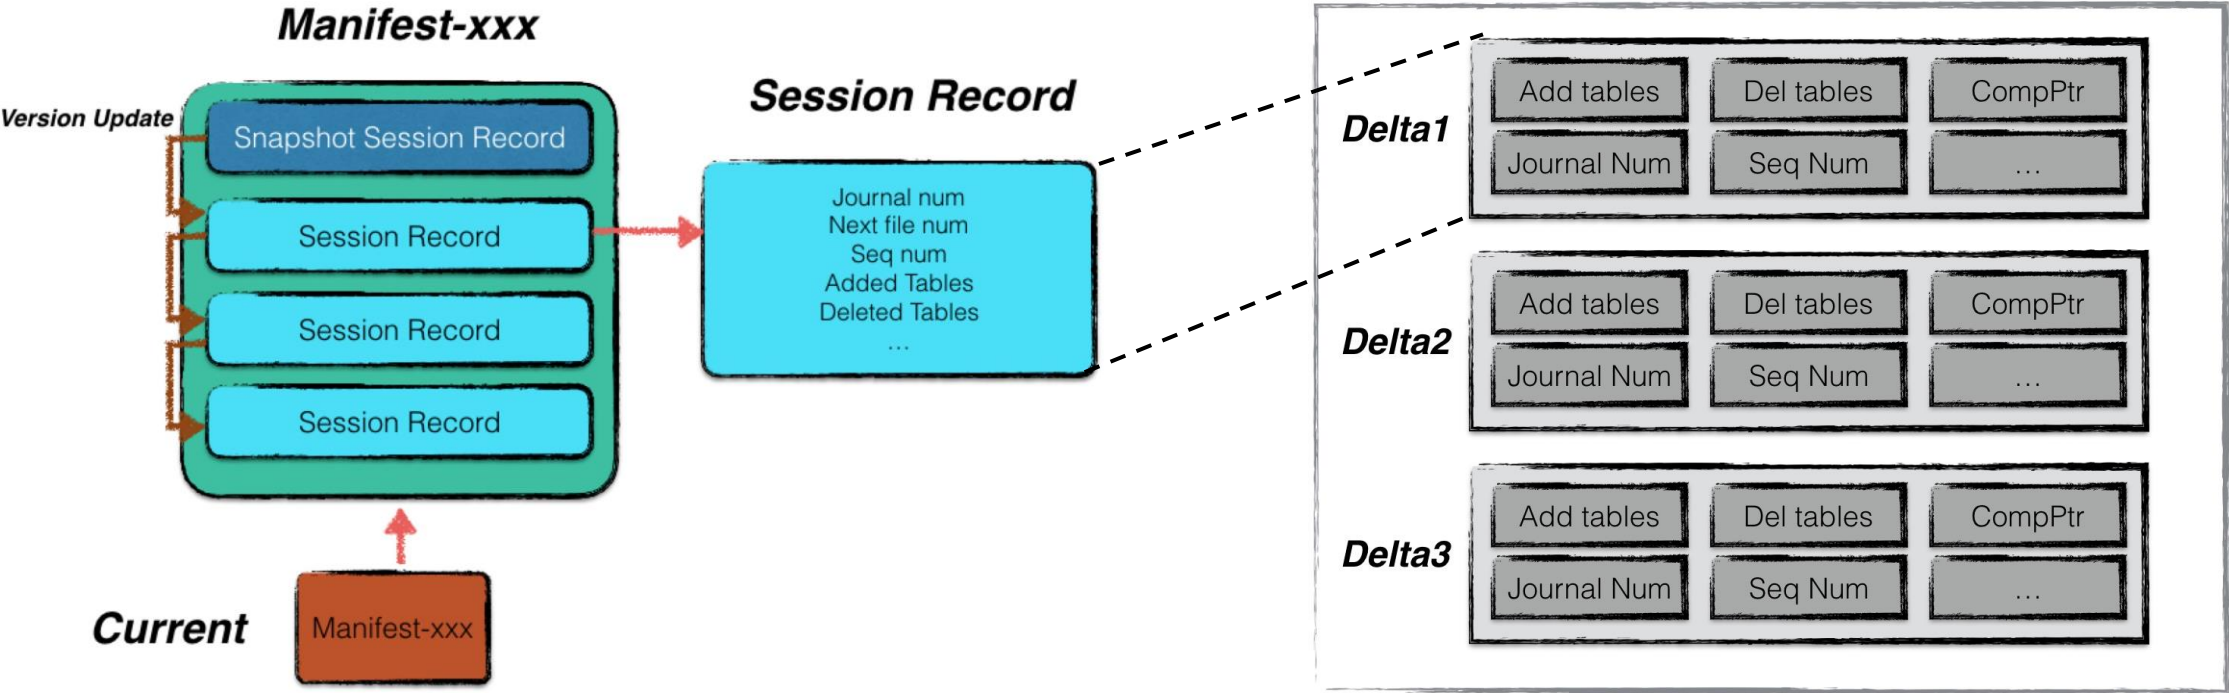 Manifest-xxx
Version Update
Snapshot Session Record
Session Record
Session Record
Session Record
Current
Manifest-xxx
Session Record
Journal num
Next file num
Seq num
Added Tables
Deleted Tables
...
Delta1
Add tables
Del tables
CompPtr
Journal Num
Seq Num
...
Delta2
Add tables
Del tables
CompPtr
Journal Num
Seq Num
...
Delta3
Add tables
Del tables
CompPtr
Journal Num
Seq Num
...